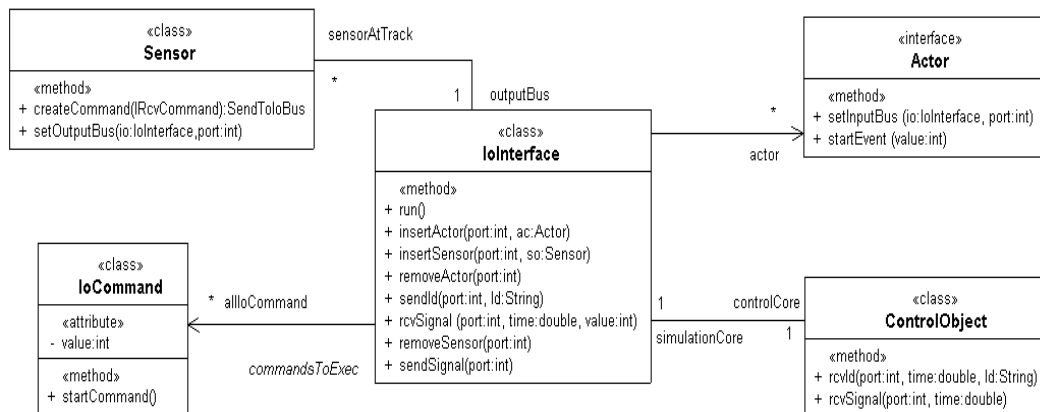 «class»
Sensor
«method»
+ createCommand(IRcvCommand):SendToIoBus
+ setOutputBus(io:IoInterface,port:int)
sensorAtTrack
*
1
outputBus
«interface»
Actor
«method»
+ setInputBus (io:IoInterface, port:int)
+ startEvent (value:int)
*
actor
«class»
IoInterface
«method»
+ run()
+ insertActor(port:int, ac:Actor)
+ insertSensor(port:int, so:Sensor)
+ removeActor(port:int)
+ sendId(port:int, Id:String)
+ rcvSignal (port:int, time:double, value:int)
+ removeSensor(port:int)
+ sendSignal(port:int)
«class»
IoCommand
«attribute»
- value:int
«method»
+ startCommand()
* allIoCommand
commandsToExec
1
controlCore
simulationCore
1
«class»
ControlObject
«method»
+ rcvId(port:int, time:double, Id:String)
+ rcvSignal(port:int, time:double)